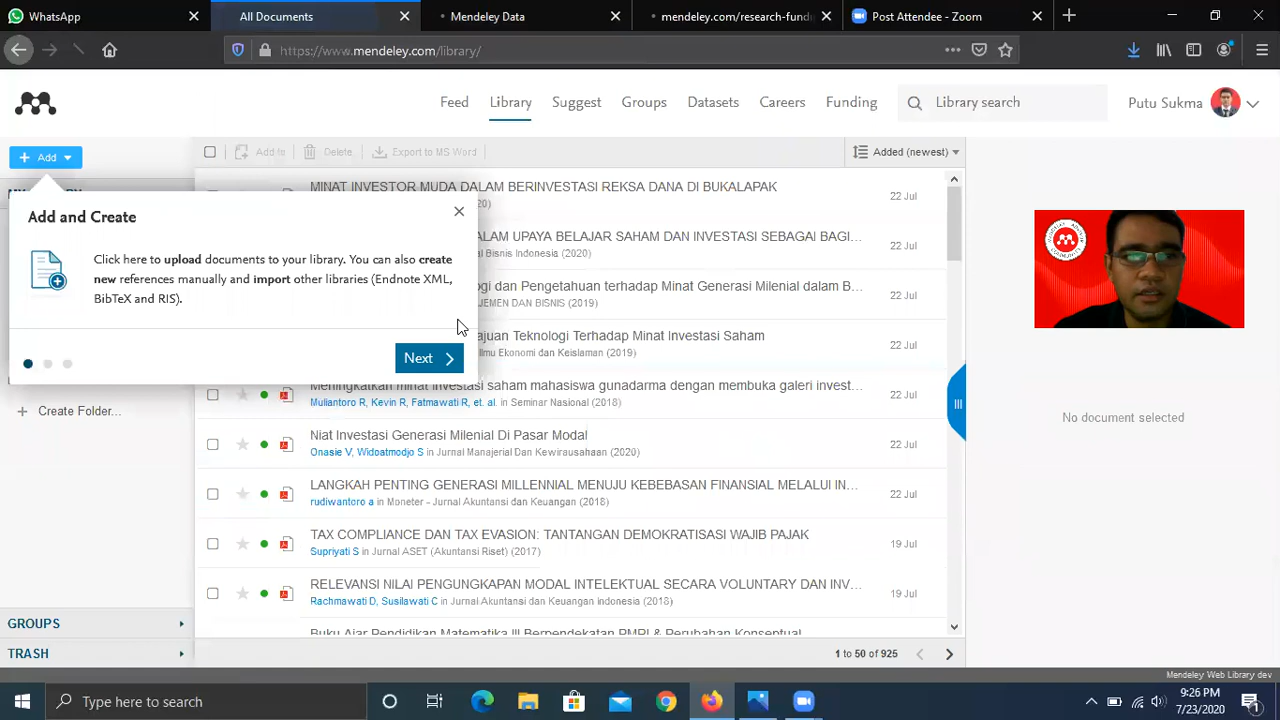 WhatsApp
All Documents
Mendeley Data
mendeley.com/research-fundi
Post Attendee - Zoom
https://www.mendeley.com/library/
Feed
Library
Suggest
Groups
Datasets
Careers
Funding
Library search
Putu Sukma
+ Add
Add to
Delete
Export to MS Word
Added (newest)
Add and Create
Click here to upload documents to your library. You can also create
new references manually and import other libraries (Endnote XML,
BibTeX and RIS).
Next
Create Folder...
GROUPS
TRASH
MINAT INVESTOR MUDA DALAM BERINVESTASI REKSA DANA DI BUKALAPAK
22 Jul
ALAM UPAYA BELAJAR SAHAM DAN INVESTASI SEBAGAI BAGI...
Bisnis Indonesia (2020)
22 Jul
ogi dan Pengetahuan terhadap Minat Generasi Milenial dalam B...
JEMEN DAN BISNIS (2019)
22 Jul
ajuan Teknologi Terhadap Minat Investasi Saham
Ilmu Ekonomi dan Keislaman (2019)
22 Jul
Meningkatkan minat investasi saham mahasiswa gunadarma dengan membuka galeri invest...
Muliantoro R, Kevin R, Fatmawati R, et. al. in Seminar Nasional (2018)
22 Jul
Niat Investasi Generasi Milenial Di Pasar Modal
Onasie V, Widoatmodjo S in Jurnal Manajerial Dan Kewirausahaan (2020)
22 Jul
LANGKAH PENTING GENERASI MILLENNIAL MENUJU KEBEBASAN FINANSIAL MELALUI IN...
rudiwantoro a in Moneter - Jurnal Akuntansi dan Keuangan (2018)
22 Jul
TAX COMPLIANCE DAN TAX EVASION: TANTANGAN DEMOKRATISASI WAJIB PAJAK
Supriyati S in Jurnal ASET (Akuntansi Riset) (2017)
19 Jul
RELEVANSI NILAI PENGUNGKAPAN MODAL INTELEKTUAL SECARA VOLUNTARY DAN INV...
Rachmawati D, Susilawati C in Jurnal Akuntansi dan Keuangan Indonesia (2018)
19 Jul
Buku Ajar Pendidikan Matematika III Berpendekatan PMRI & Perubahan Konseptual
1 to 50 of 925
No document selected
Mendeley Web Library dev
Type here to search
9:26 PM
7/23/2020